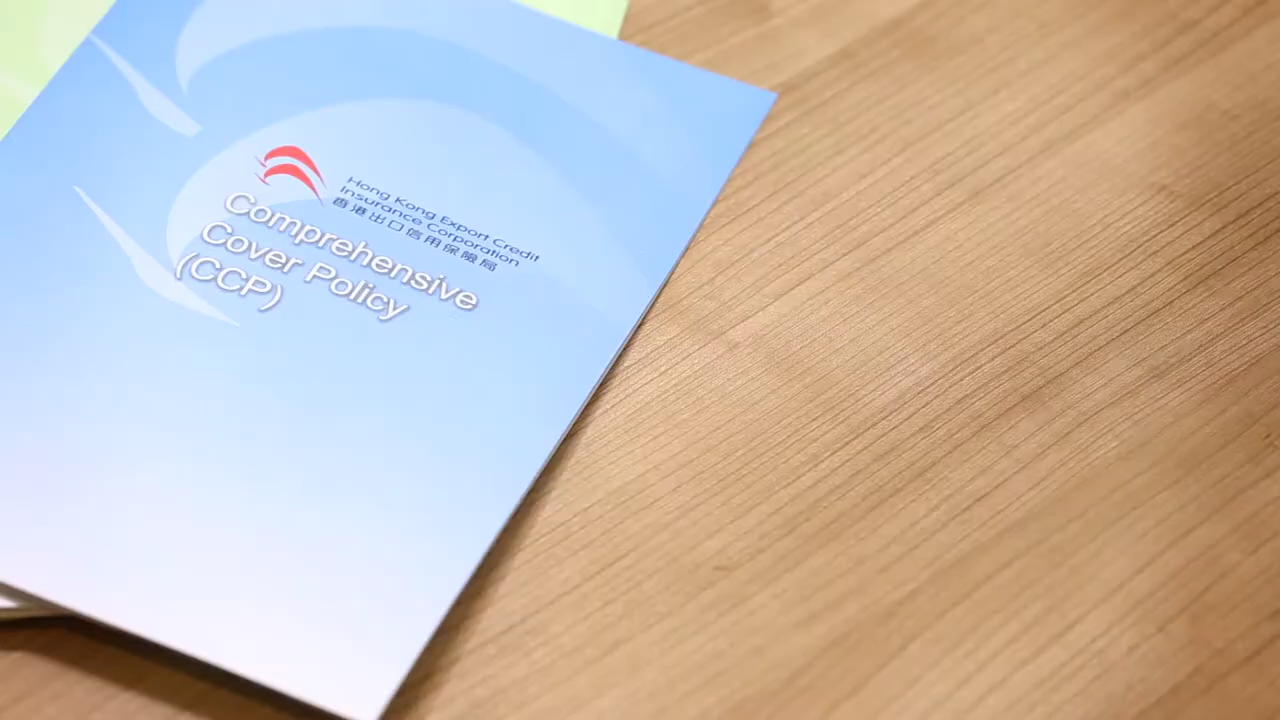 Hong Kong Export Credit
Insurance Corporation
香港出口信用保險局
Comprehensive
Cover Policy
(CCP)